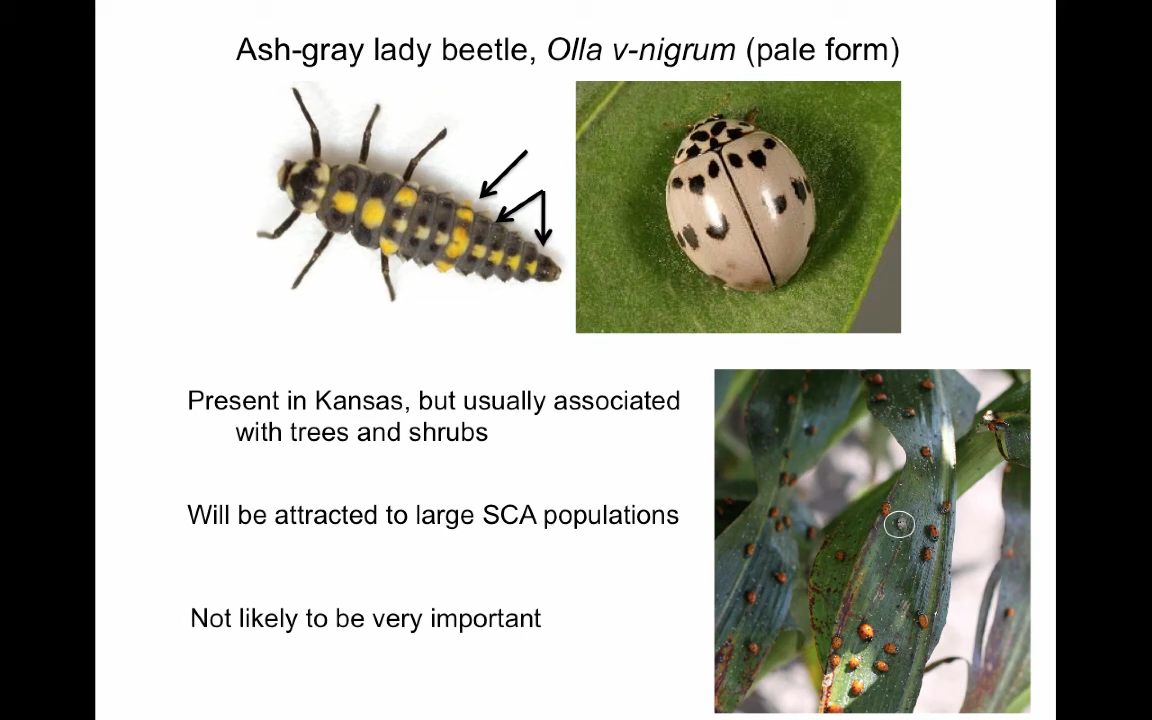 Ash-gray lady beetle, Olla v-nigrum (pale form)
Present in Kansas, but usually associated
with trees and shrubs
Will be attracted to large SCA populations
Not likely to be very important